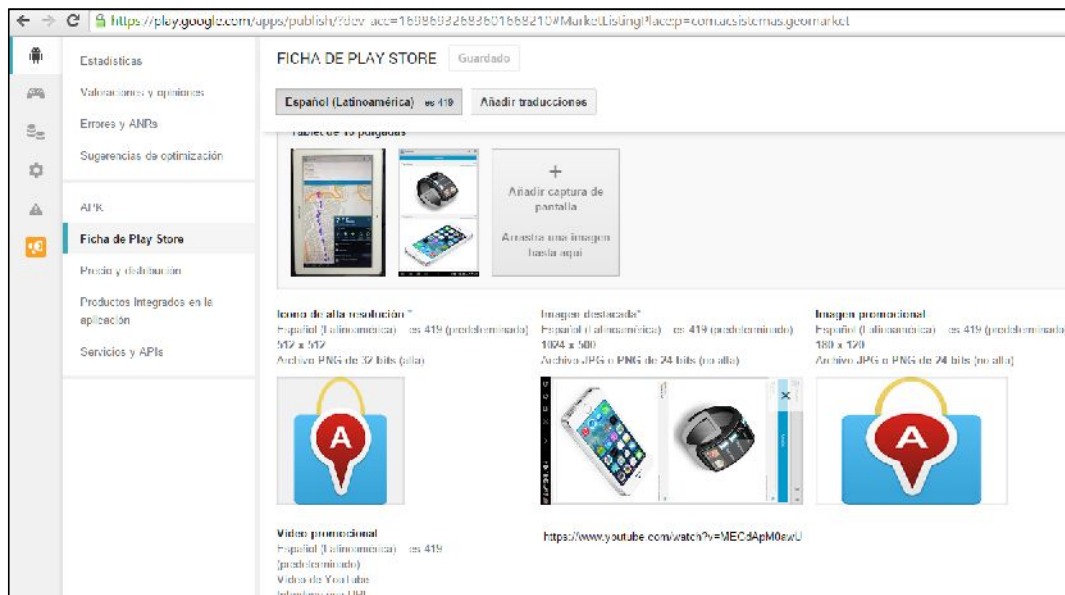 https://play.google.com/apps/publish/?dev_acc=16986932683601668210#MarketListingPlace:p=com.acsistemas.geomarket
Estadísticas
Valoraciones y opiniones
Errores y ANRs
Sugerencias de optimización
APK
Ficha de Play Store
Precio y distribución
Productos integrados en la
aplicación
Servicios y APIs
FICHA DE PLAY STORE Guardado
Español (Latinoamérica) es 419 Añadir traducciones
Tablet de 10 pulgadas
+
Añadir captura de
pantalla
Arrastra una imagen
hasta aquí
Icono de alta resolución *
Español (Latinoamérica) es 419 (predeterminado)
512 x 512
Archivo PNG de 32 bits (alfa)
A
Imagen destacada*
Español (Latinoamérica) es 419 (predeterminado)
1024 x 500
Archivo JPG o PNG de 24 bits (no alfa)
Imagen promocional
Español (Latinoamérica) es 419 (predeterminado
180 x 120
Archivo JPG o PNG de 24 bits (no alfa)
A
Vídeo promocional
Español (Latinoamérica) es 419
(predeterminado)
Vídeo de YouTube
https://www.youtube.com/watch?v=MECdApM0awU